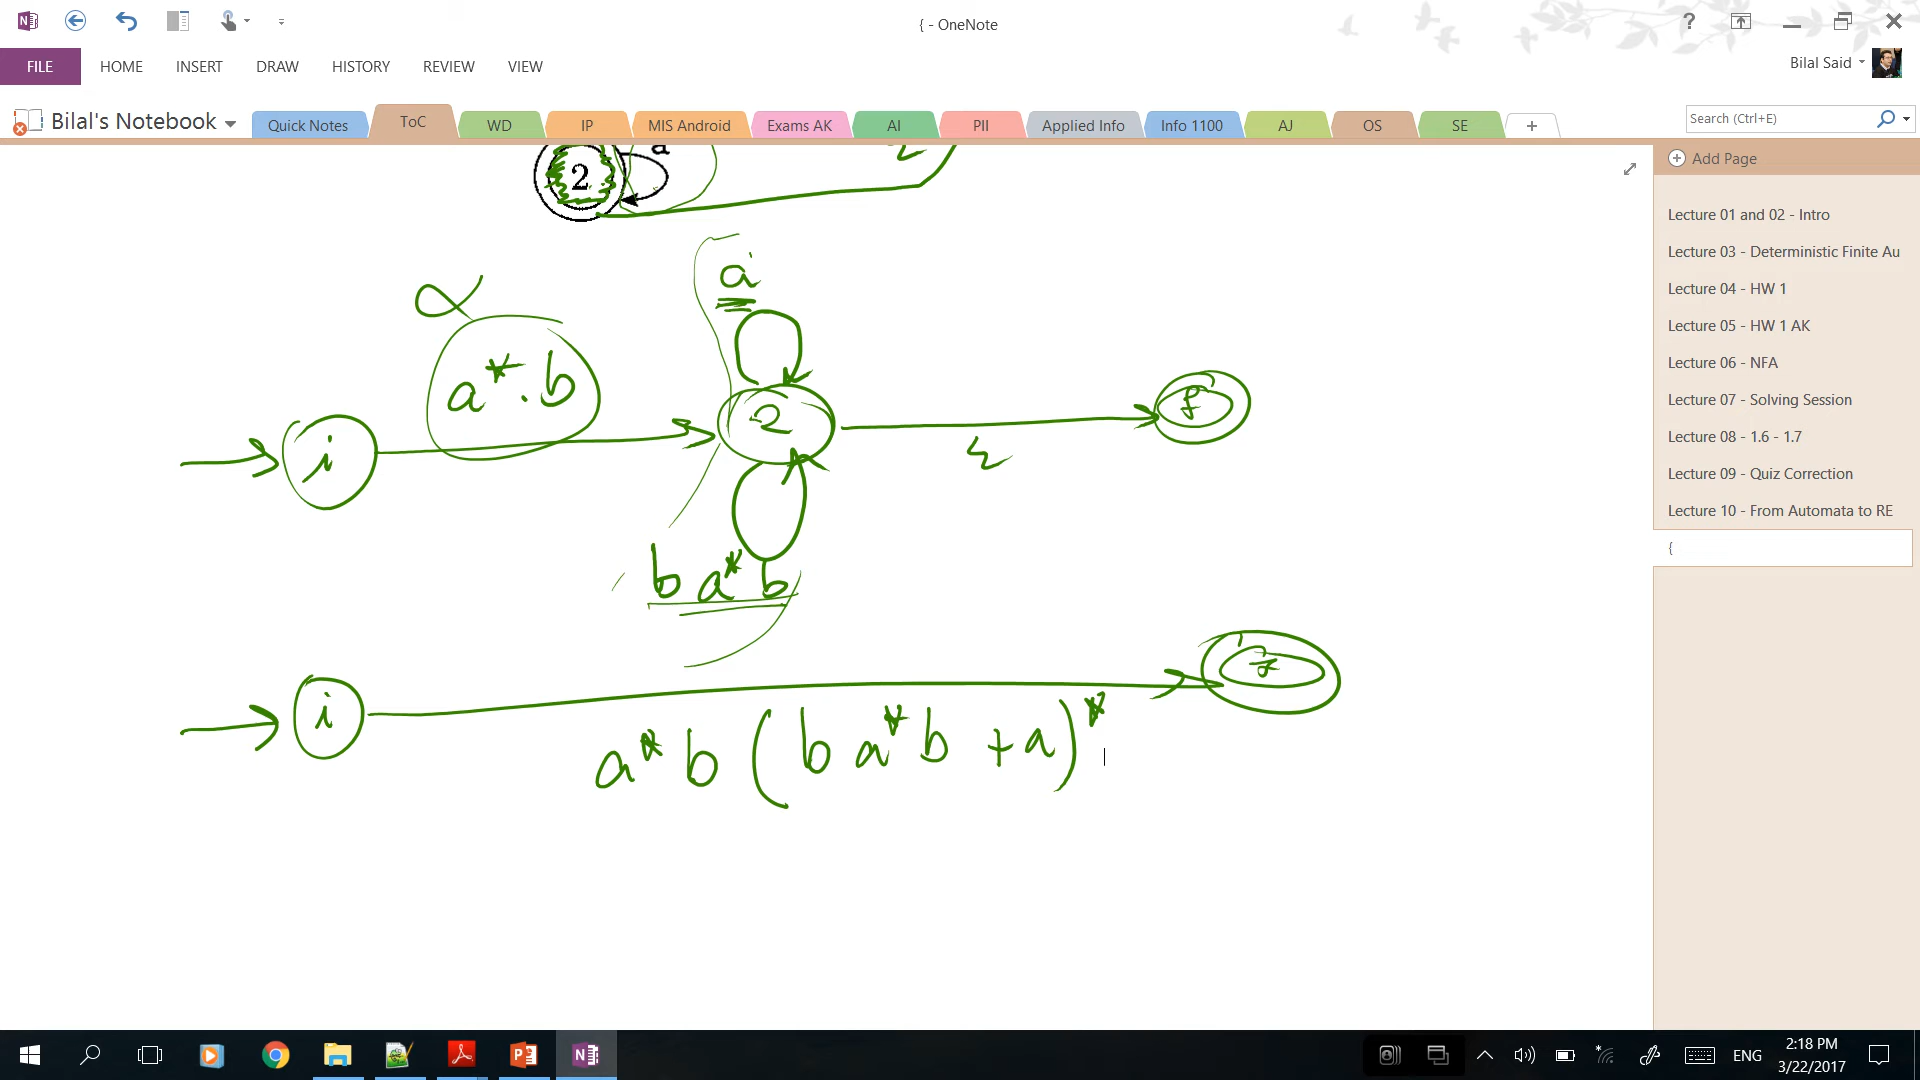 { - OneNote
?
FILE HOME INSERT DRAW HISTORY REVIEW VIEW
Bilal Said
Bilal's Notebook
Quick Notes ToC WD IP MIS Android Exams AK AI PII Applied Info Info 1100 AJ OS SE +
Search (Ctrl+E)
Add Page
Lecture 01 and 02 - Intro
Lecture 03 - Deterministic Finite Au
Lecture 04 - HW 1
Lecture 05 - HW 1 AK
Lecture 06 - NFA
Lecture 07 - Solving Session
Lecture 08 - 1.6 - 1.7
Lecture 09 - Quiz Correction
Lecture 10 - From Automata to RE
{
a
2
a
α
a* . b
i
2
f
ba*b
i
a*b (ba*b + a)*
ENG
2:18 PM
3/22/2017